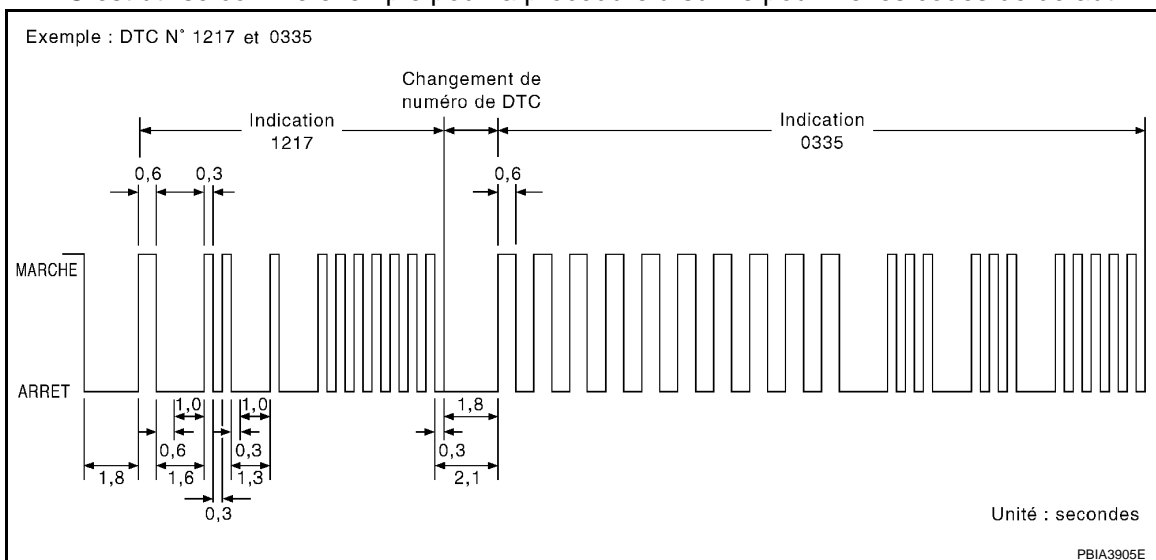 Exemple : DTC N° 1217 et 0335
Changement de
numéro de DTC
Indication
1217
Indication
0335
0,6
0,3
0,6
MARCHE
ARRET
1,0
1,0
1,8
0,6
0,3
0,3
1,8
1,6
1,3
2,1
0,3
Unité : secondes
PBIA3905E